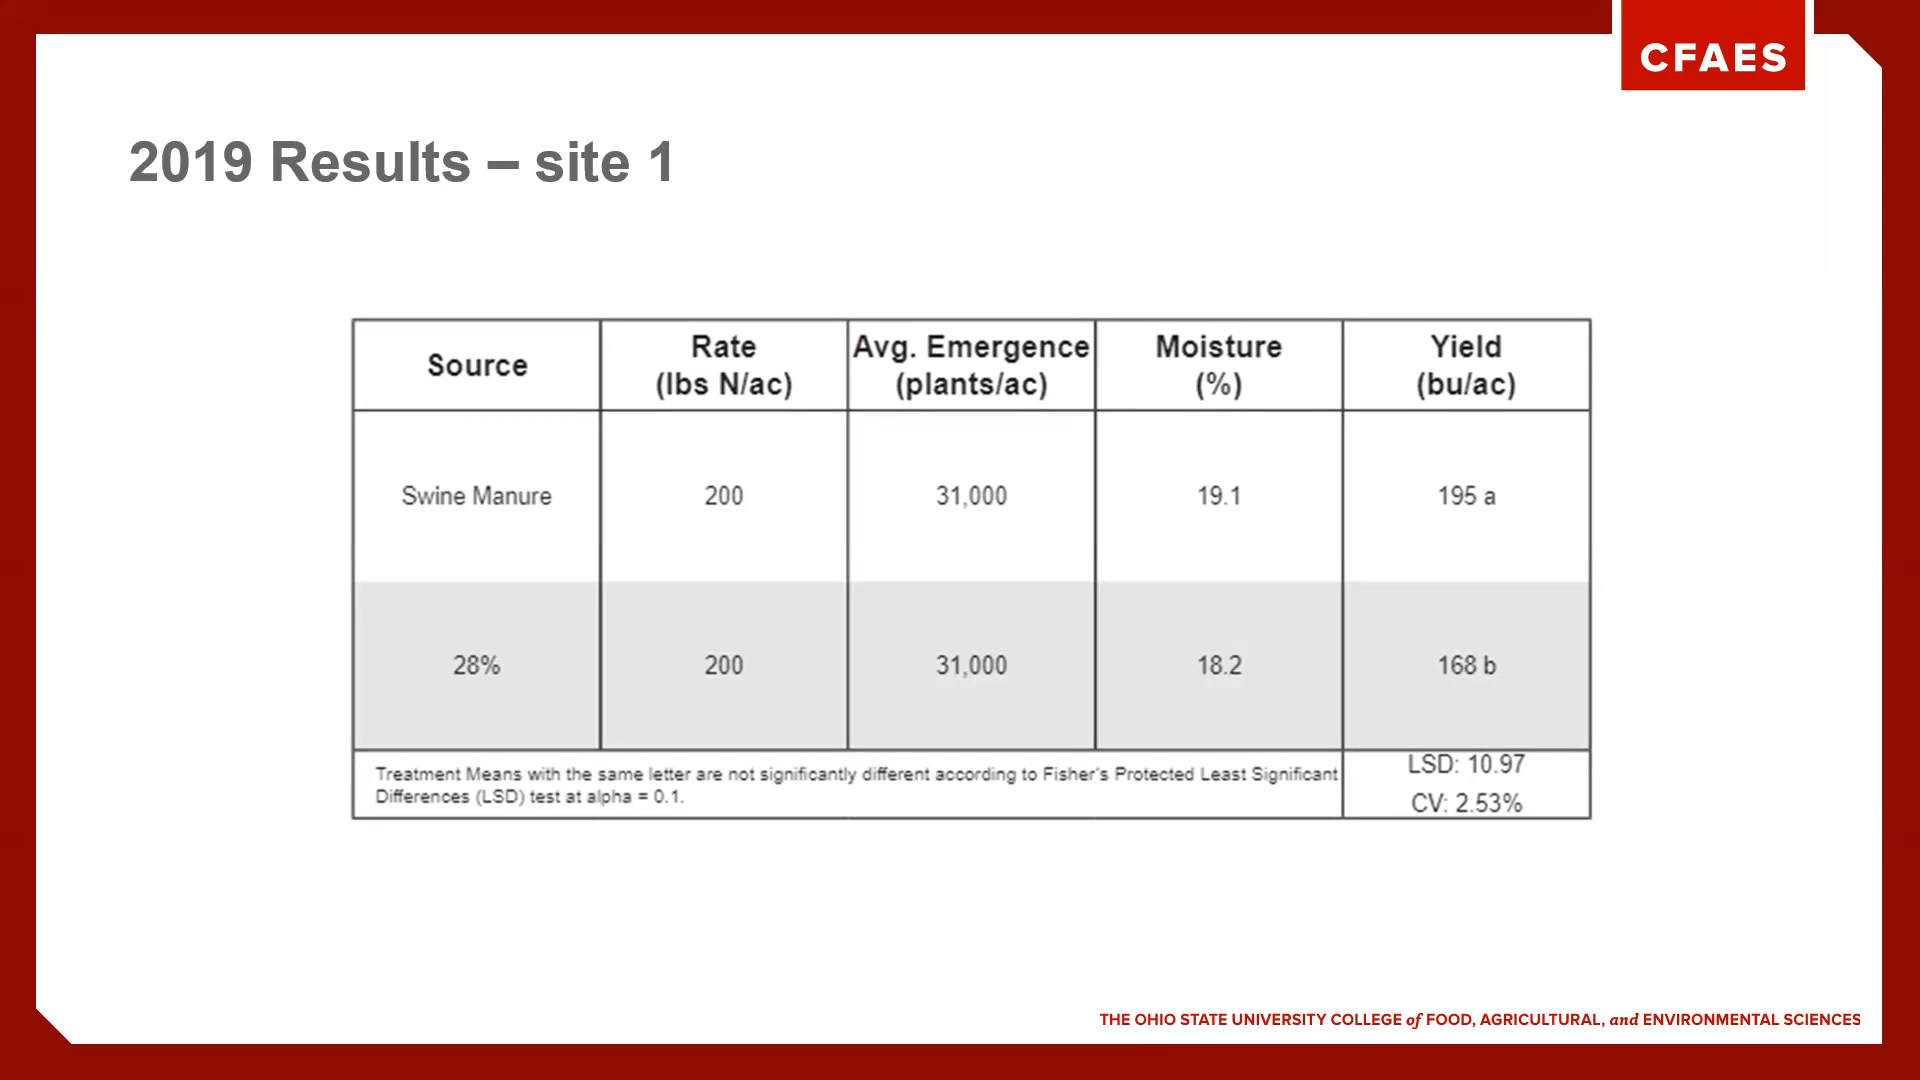 CFAES
2019 Results – site 1
Source
Rate
(lbs N/ac)
Avg. Emergence
(plants/ac)
Moisture
(%)
Yield
(bu/ac)
Swine Manure
200
31,000
19.1
195 a
28%
200
31,000
18.2
168 b
Treatment Means with the same letter are not significantly different according to Fisher's Protected Least Significant
Differences (LSD) test at alpha = 0.1.
LSD: 10.97
CV: 2.53%
THE OHIO STATE UNIVERSITY COLLEGE of FOOD, AGRICULTURAL, and ENVIRONMENTAL SCIENCES